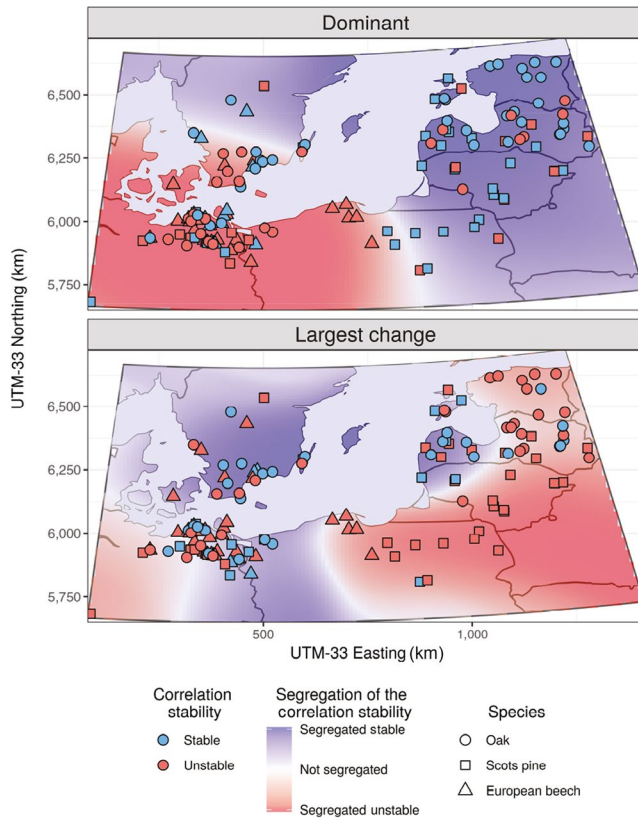 Dominant
6,500
6,250
6,000
5,750
UTM-33 Northing (km)
Largest change
6,500
6,250
6,000
5,750
500
1,000
UTM-33 Easting (km)
Correlation
stability
Stable
Unstable
Segregation of the
correlation stability
Segregated stable
Not segregated
Segregated unstable
Species
Oak
Scots pine
European beech